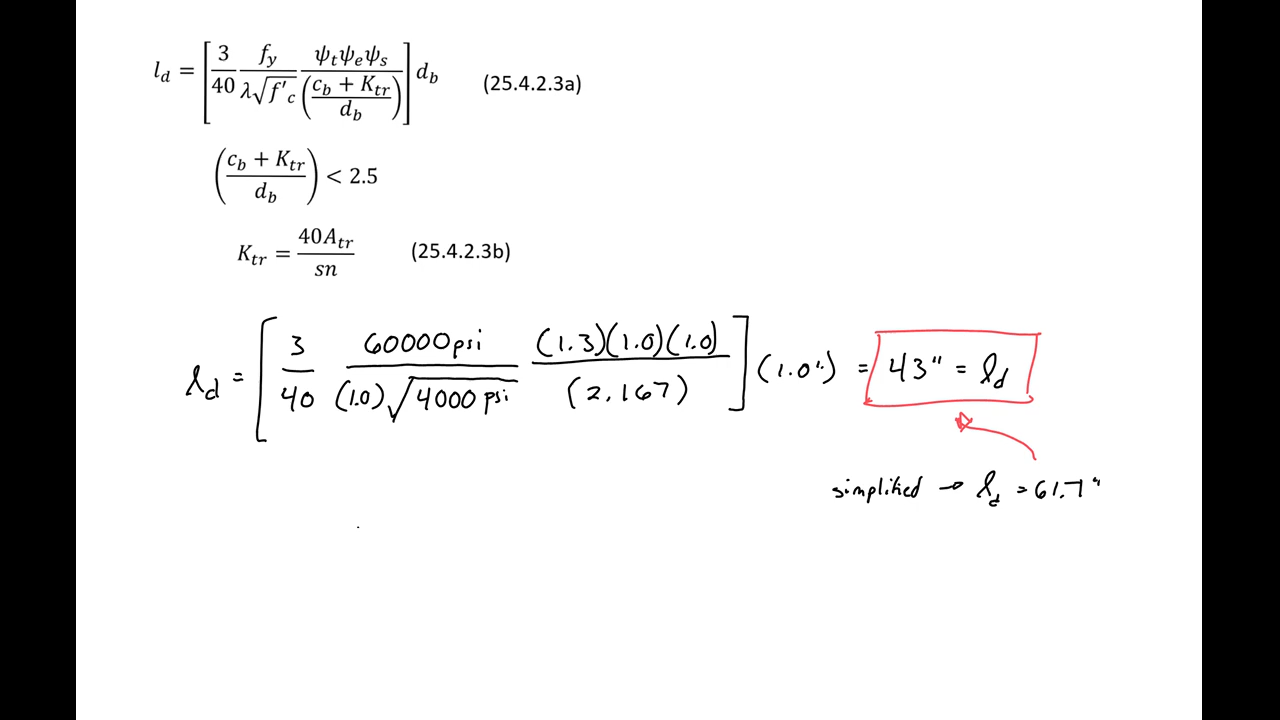 l_d = [3/40 f_y/(λ√f'_c) ψ_tψ_eψ_s/((c_b + K_tr)/d_b)] d_b (25.4.2.3a)
((c_b + K_tr)/d_b) < 2.5
K_tr = 40A_tr/sn (25.4.2.3b)
l_d = [3/40 60000psi/((1.0)√4000 psi) (1.3)(1.0)(1.0)/(2.167)] (1.0") = 43" = l_d
simplified → l_d = 61.7"